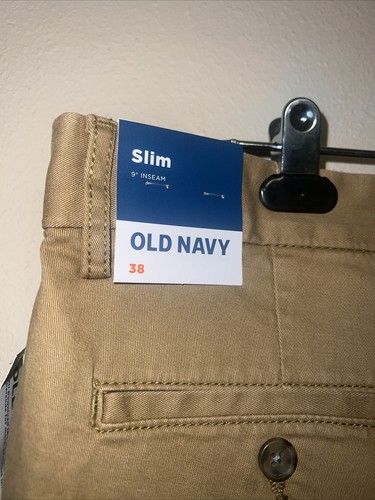 Slim
9" INSEAM
OLD NAVY
38